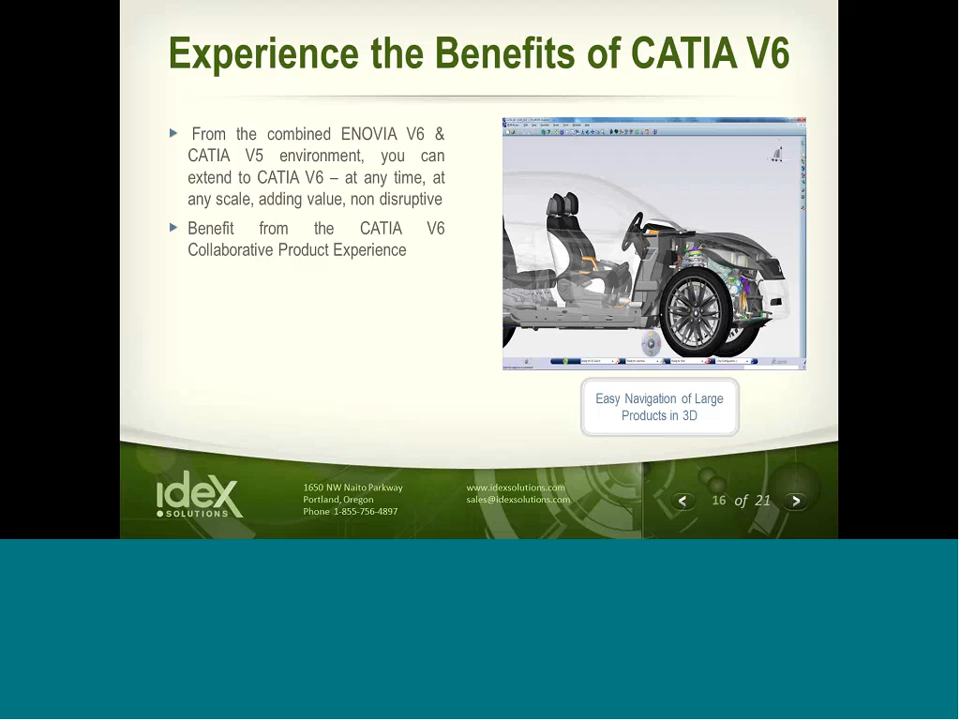 Experience the Benefits of CATIA V6
From the combined ENOVIA V6 &
CATIA V5 environment, you can
extend to CATIA V6 – at any time, at
any scale, adding value, non disruptive
Benefit from the CATIA V6
Collaborative Product Experience
Easy Navigation of Large
Products in 3D
ideX
SOLUTIONS
1650 NW Naito Parkway
Portland, Oregon
Phone 1-855-756-4897
www.idexsolutions.com
sales@idexsolutions.com
16 of 21